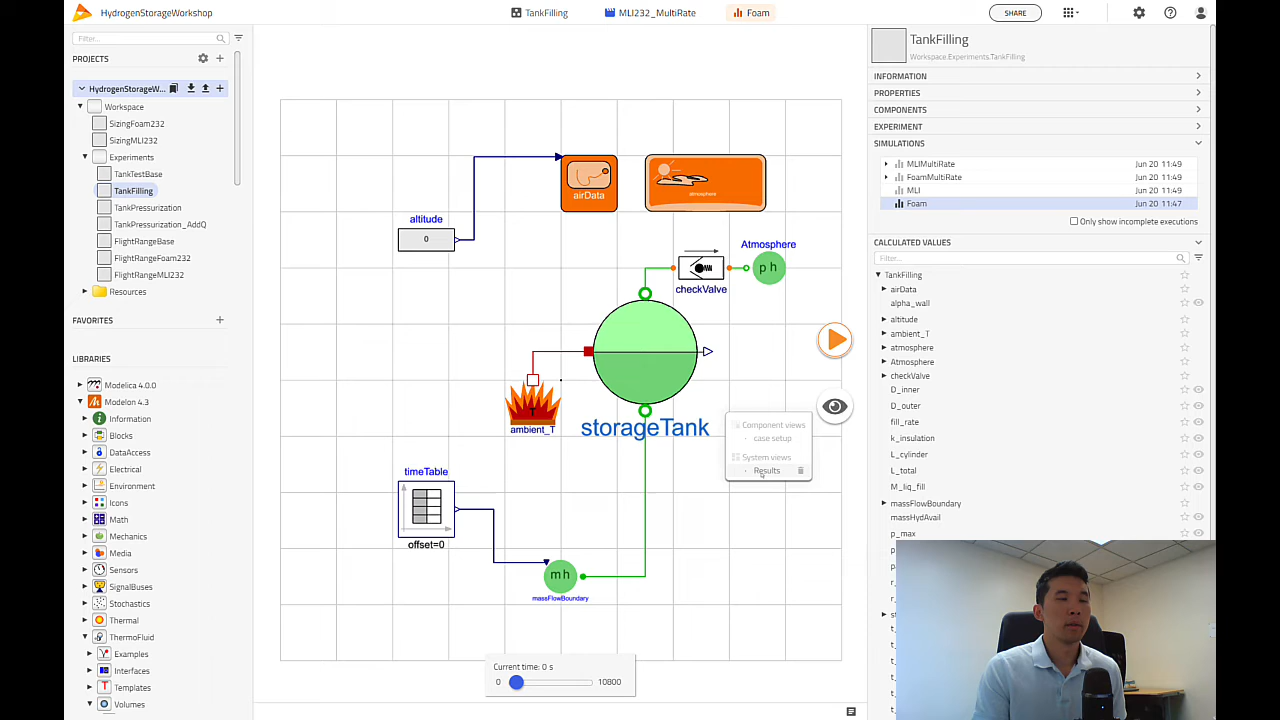 HydrogenStorageWorkshop
TankFilling
MLI232_MultiRate
Foam
SHARE
Filter...
PROJECTS
HydrogenStorageW...
Workspace
SizingFoam232
SizingMLI232
Experiments
TankTestBase
TankFilling
TankPressurization
TankPressurization_AddQ
FlightRangeBase
FlightRangeFoam232
FlightRangeMLI232
Resources
FAVORITES
LIBRARIES
Modelica 4.0.0
Modelon 4.3
Information
Blocks
DataAccess
Electrical
Environment
Icons
Math
Mechanics
Media
Sensors
SignalBuses
Stochastics
Thermal
ThermoFluid
Examples
Interfaces
Templates
Volumes
altitude
0
airData
atmosphere
Atmosphere
p h
checkValve
T
ambient_T
storageTank
timeTable
offset=0
m h
massFlowBoundary
Component views
case setup
System views
Results
Current time: 0 s
0
10800
TankFilling
Workspace.Experiments.TankFilling
INFORMATION
PROPERTIES
COMPONENTS
EXPERIMENT
SIMULATIONS
MLIMultiRate Jun 20 11:49
FoamMultiRate Jun 20 11:49
MLI Jun 20 11:49
Foam Jun 20 11:47
Only show incomplete executions
CALCULATED VALUES
Filter...
TankFilling
airData
alpha_wall
altitude
ambient_T
atmosphere
Atmosphere
checkValve
D_inner
D_outer
fill_rate
k_insulation
L_cylinder
L_total
M_liq_fill
massFlowBoundary
massHydAvail
p_max